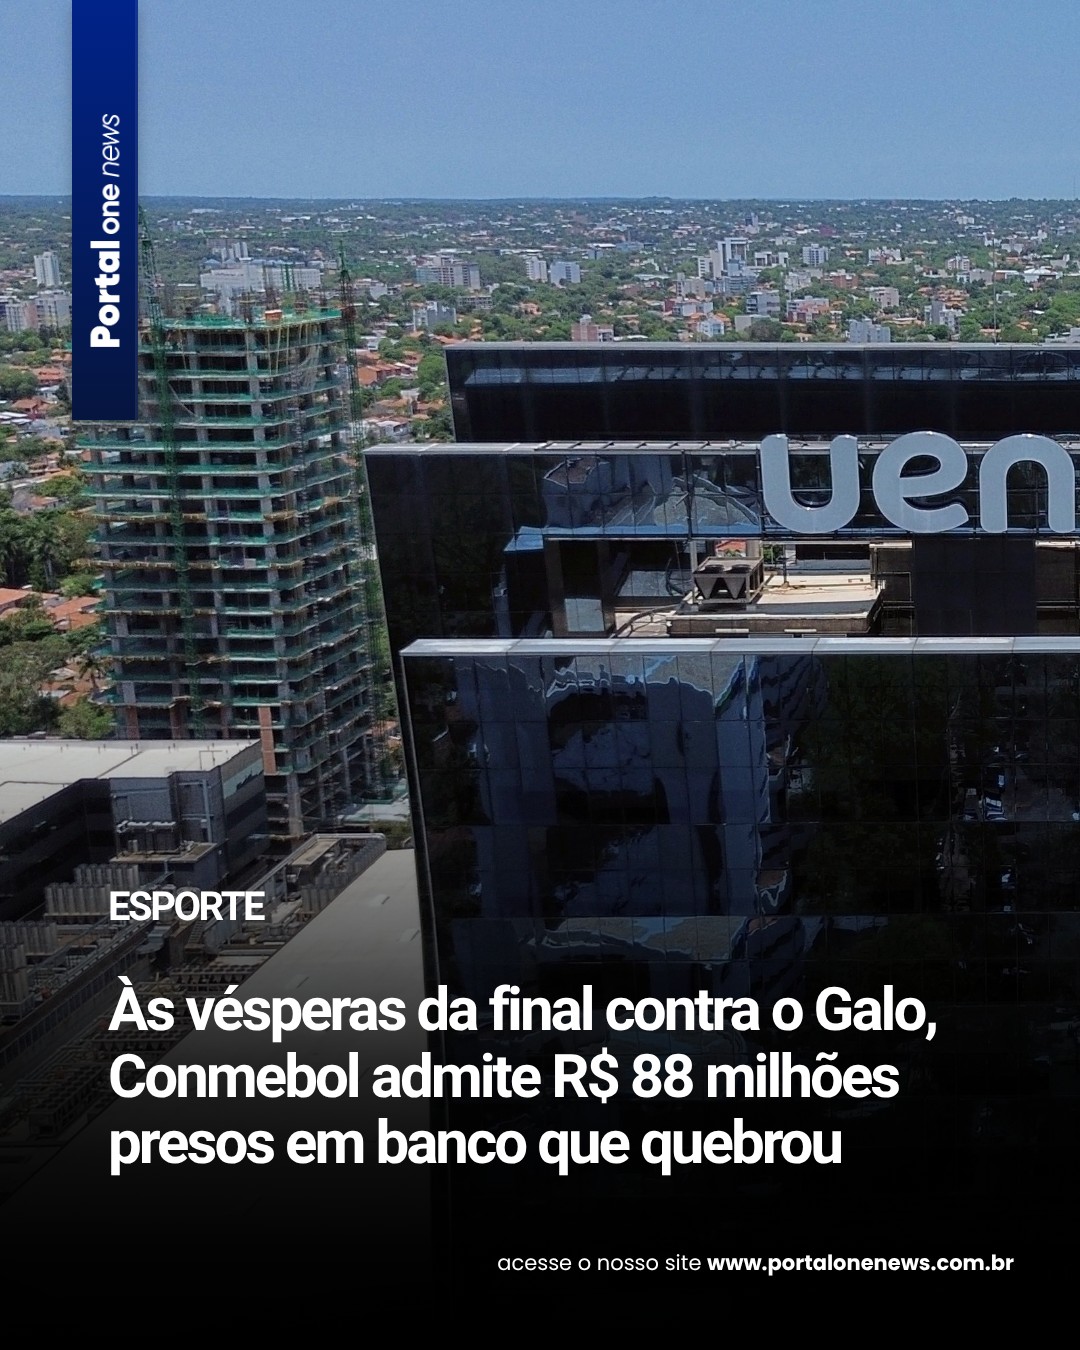 Portal one news
uen
ESPORTE
Às vésperas da final contra o Galo,
Conmebol admite R$ 88 milhões
presos em banco que quebrou
acesse o nosso site www.portalonenews.com.br